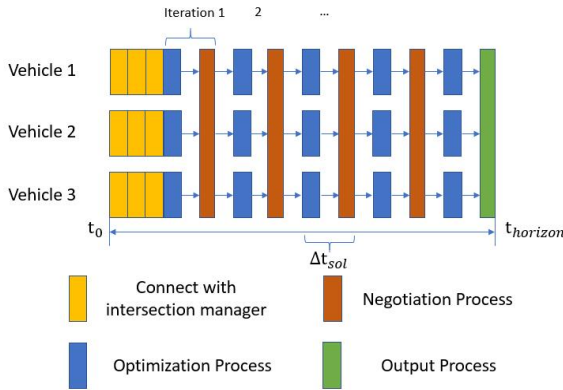 Iteration 1 2 ...
Vehicle 1
Vehicle 2
Vehicle 3
t0 thorizon
Δtsol
Connect with
intersection manager
Negotiation Process
Optimization Process
Output Process